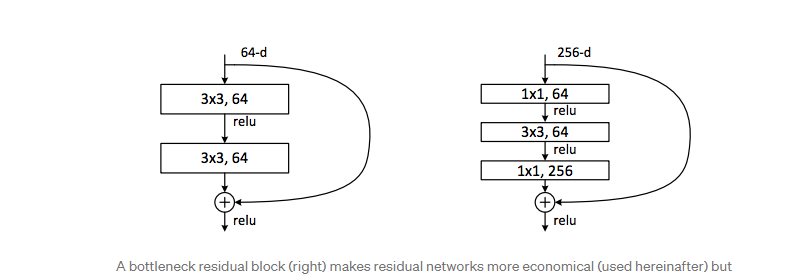 64-d
3x3, 64
relu
3x3, 64
+
relu
256-d
1x1, 64
relu
3x3, 64
relu
1x1, 256
+
relu
A bottleneck residual block (right) makes residual networks more economical (used hereinafter) but